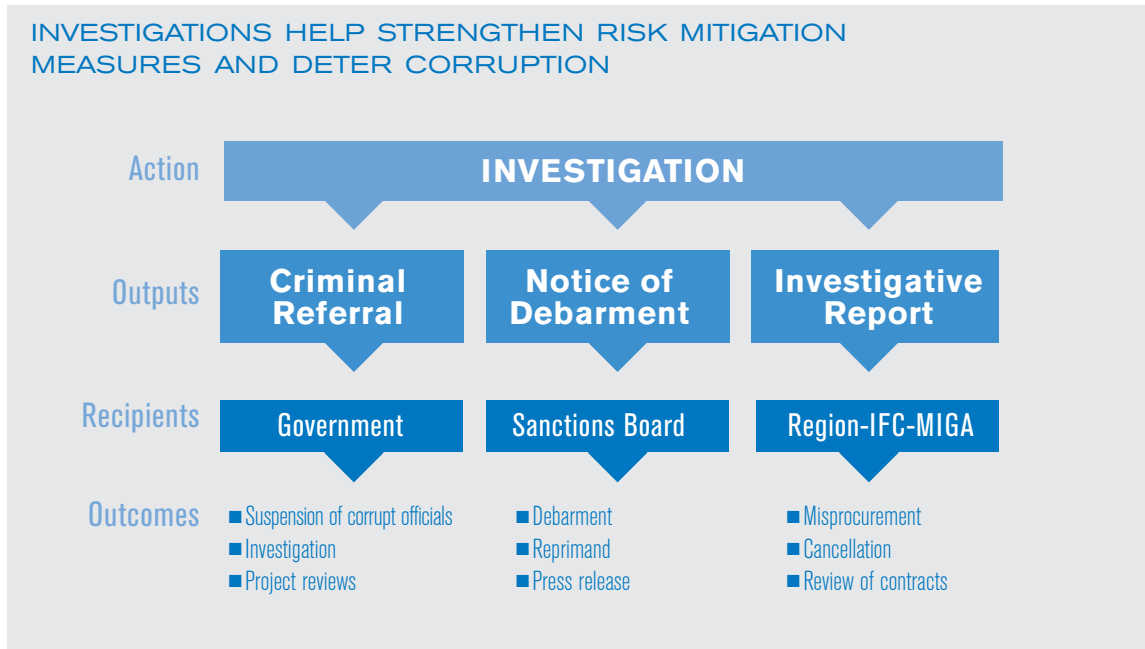 INVESTIGATIONS HELP STRENGTHEN RISK MITIGATION
MEASURES AND DETER CORRUPTION
Action
INVESTIGATION
Outputs
Criminal
Referral
Notice of
Debarment
Investigative
Report
Recipients
Government
Sanctions Board
Region-IFC-MIGA
Outcomes
■ Suspension of corrupt officials
■ Investigation
■ Project reviews
■ Debarment
■ Reprimand
■ Press release
■ Misprocurement
■ Cancellation
■ Review of contracts